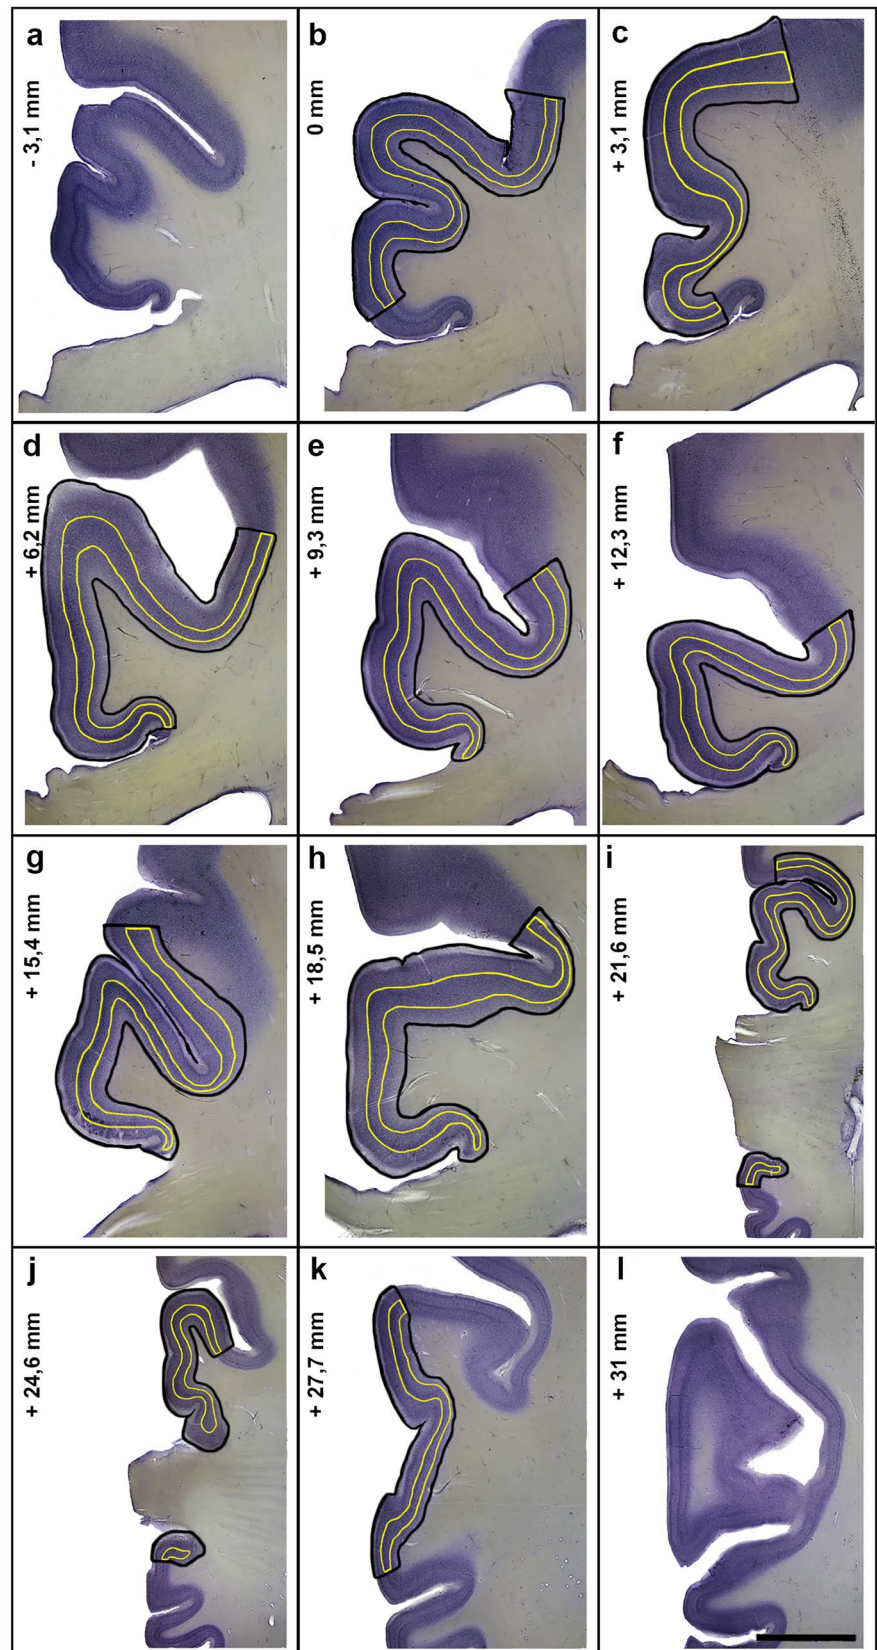 a
- 3,1 mm
b
0 mm
c
+ 3,1 mm
d
+ 6,2 mm
e
+ 9,3 mm
f
+ 12,3 mm
g
+ 15,4 mm
h
+ 18,5 mm
i
+ 21,6 mm
j
+ 24,6 mm
k
+ 27,7 mm
l
+ 31 mm